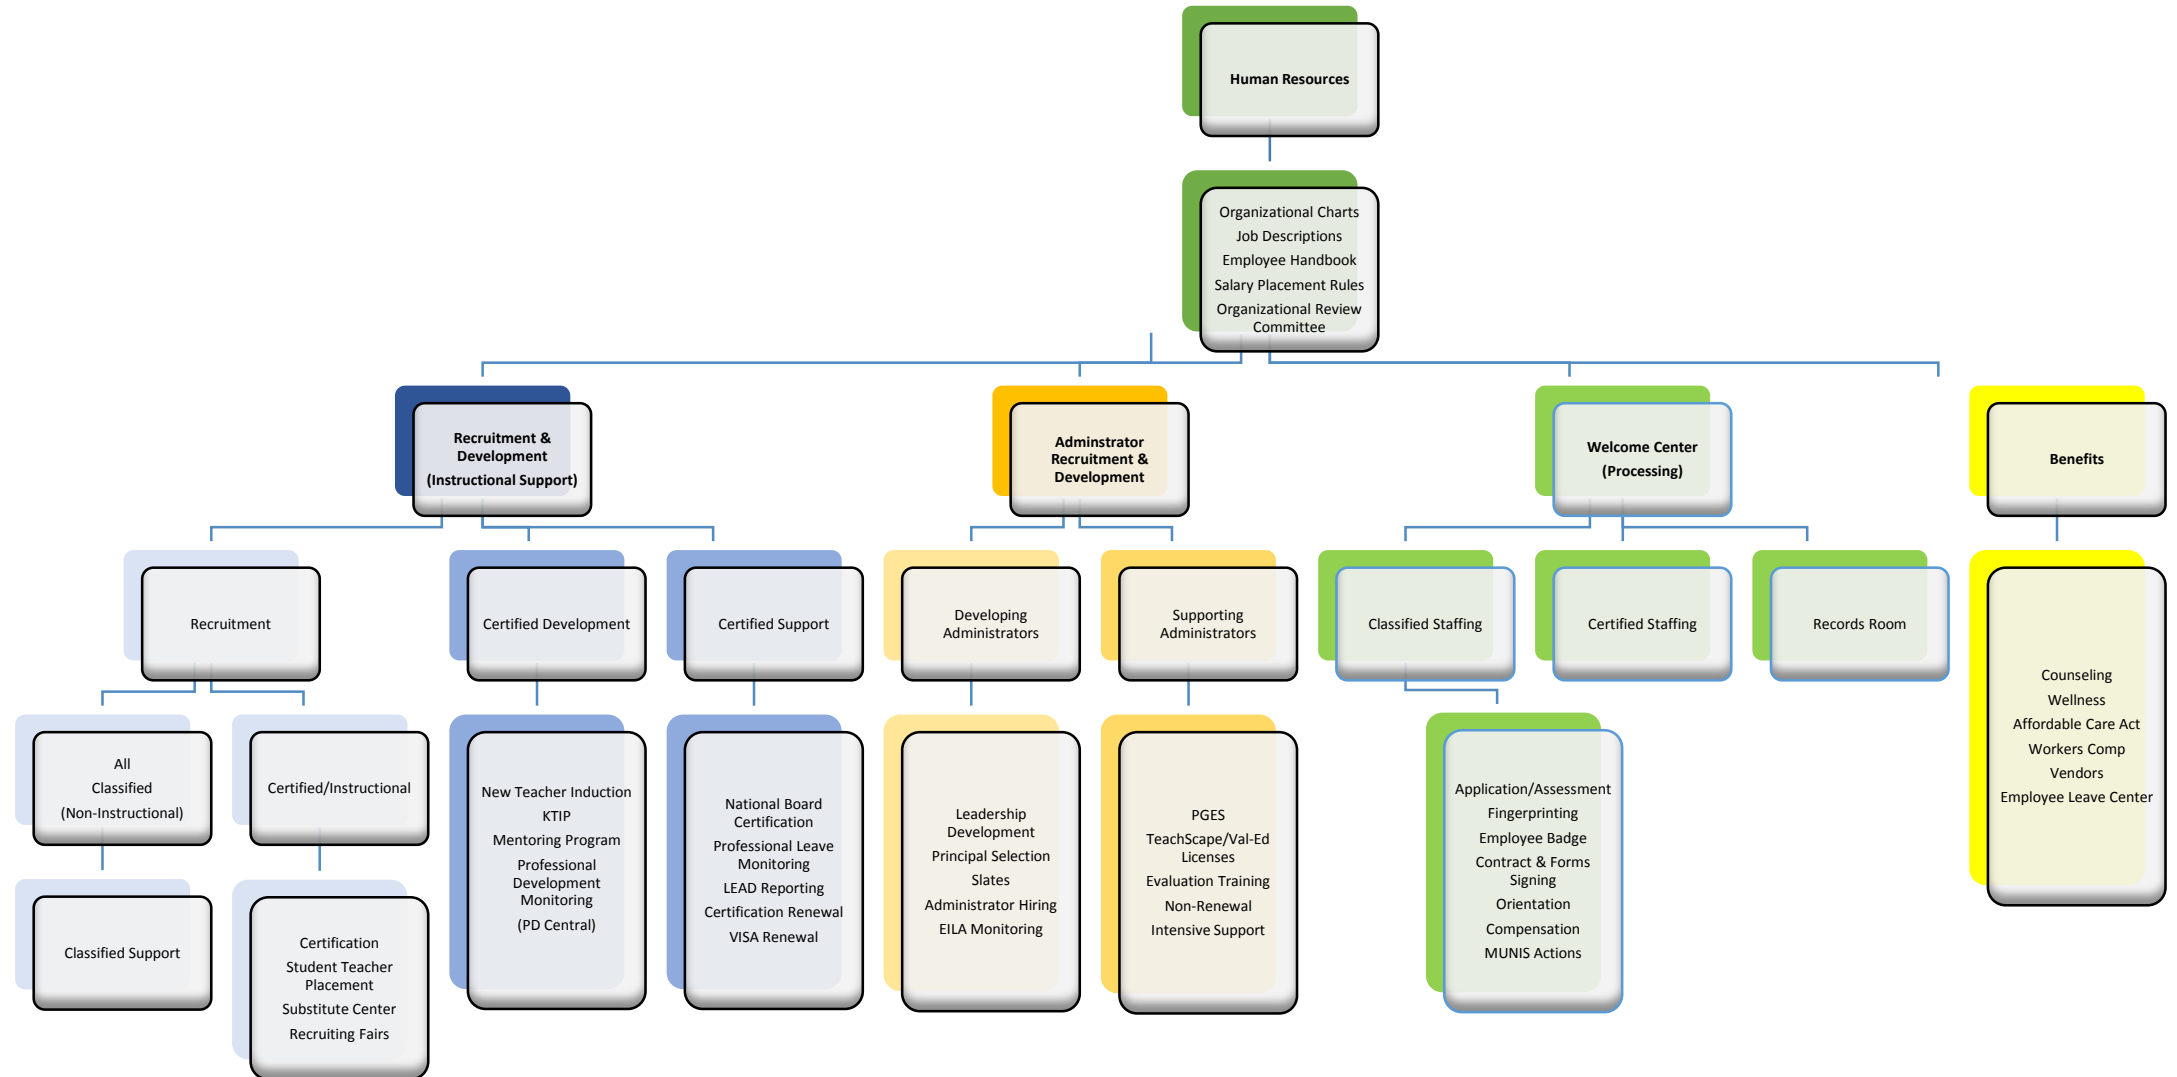 Human Resources
Organizational Charts
Job Descriptions
Employee Handbook
Salary Placement Rules
Organizational Review
Committee
Recruitment &
Development
(Instructional Support)
Adminstrator
Recruitment &
Development
Welcome Center
(Processing)
Benefits
Recruitment
Certified Development
Certified Support
Developing
Administrators
Supporting
Administrators
Classified Staffing
Certified Staffing
Records Room
Counseling
Wellness
Affordable Care Act
Workers Comp
Vendors
Employee Leave Center
All
Classified
(Non-Instructional)
Certified/Instructional
New Teacher Induction
KTIP
Mentoring Program
Professional
Development
Monitoring
(PD Central)
National Board
Certification
Professional Leave
Monitoring
LEAD Reporting
Certification Renewal
VISA Renewal
Leadership
Development
Principal Selection
Slates
Administrator Hiring
EILA Monitoring
PGES
TeachScape/Val-Ed
Licenses
Evaluation Training
Non-Renewal
Intensive Support
Application/Assessment
Fingerprinting
Employee Badge
Contract & Forms
Signing
Orientation
Compensation
MUNIS Actions
Classified Support
Certification
Student Teacher
Placement
Substitute Center
Recruiting Fairs